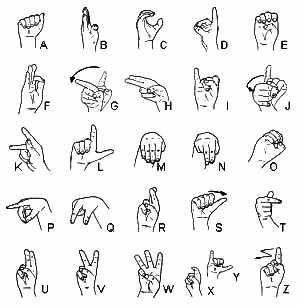 A B C D E
F G H I J
K L M N O
P Q R S T
U V W X Y Z